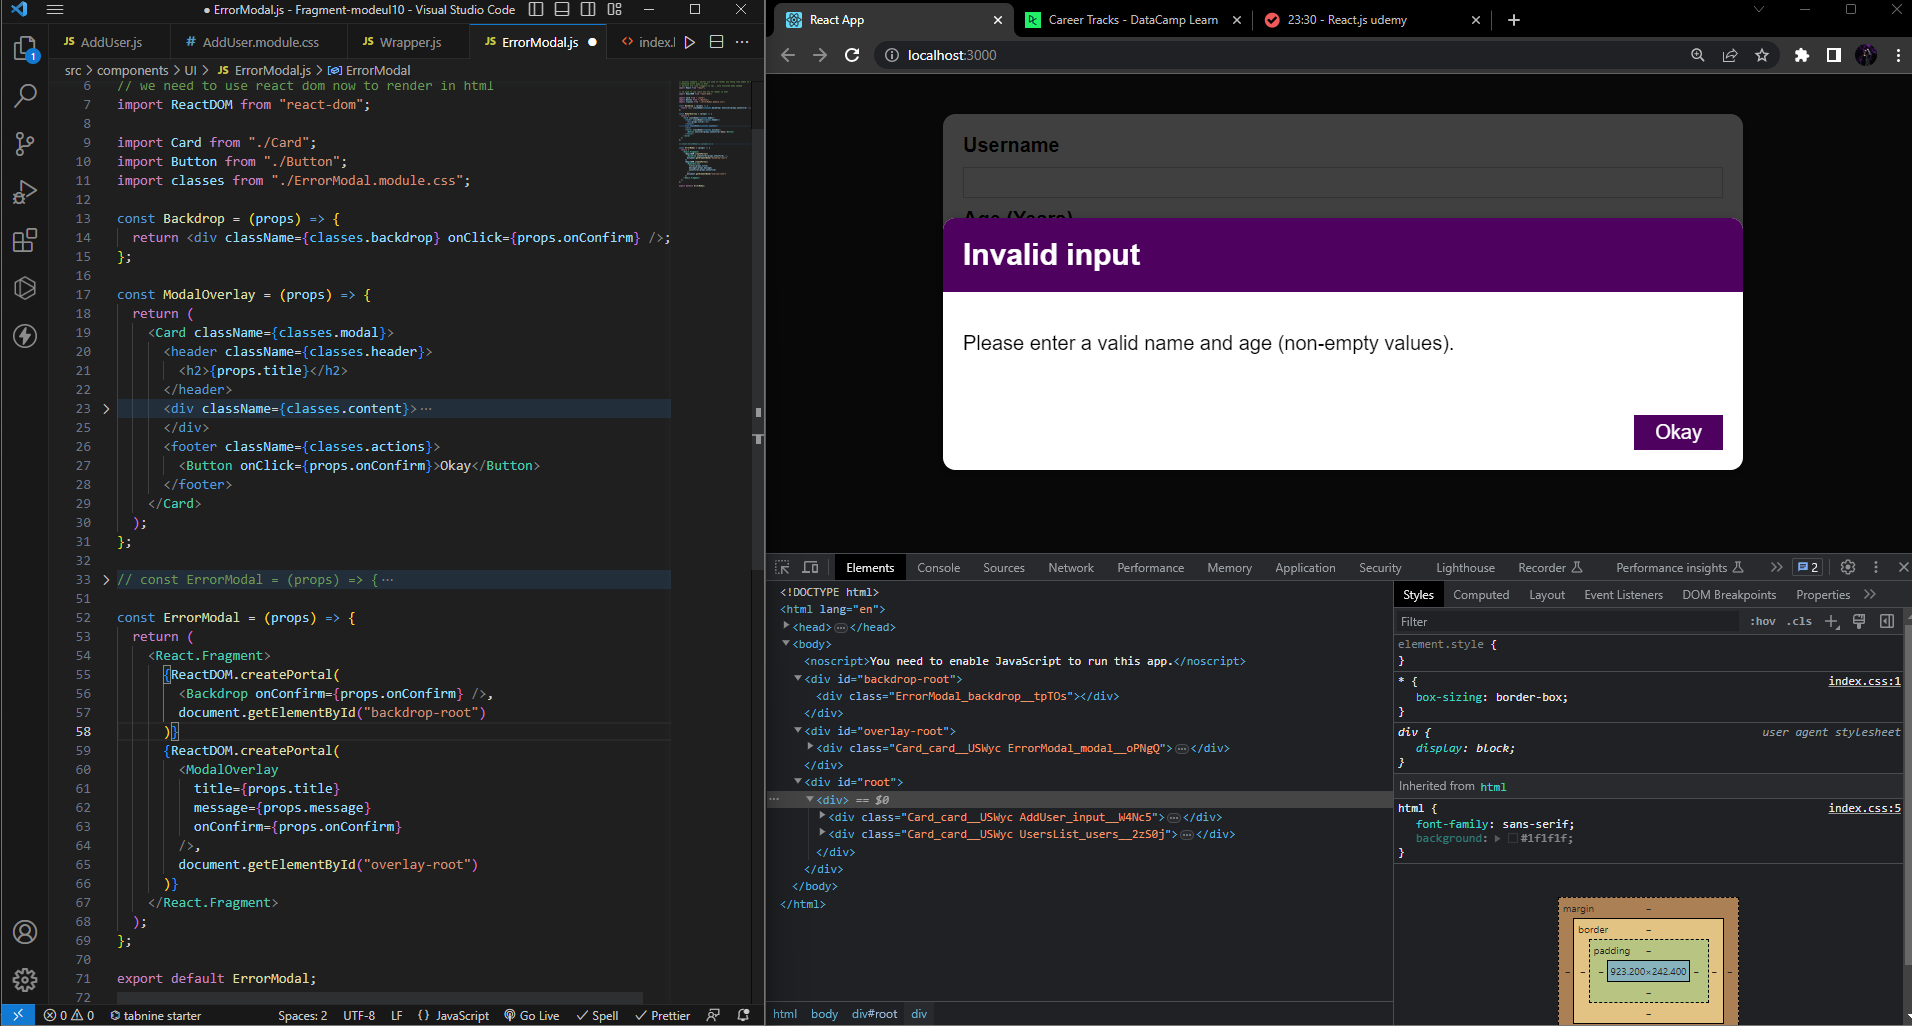 ● ErrorModal.js - Fragment-modeul10 - Visual Studio Code
JS AddUser.js
# AddUser.module.css
JS Wrapper.js
JS ErrorModal.js ●
<> index.l
src > components > UI > JS ErrorModal.js > ErrorModal
6 // we need to use react dom now to render in html
7 import ReactDOM from "react-dom";
8
9 import Card from "./Card";
10 import Button from "./Button";
11 import classes from "./ErrorModal.module.css";
12
13 const Backdrop = (props) => {
14 return <div className={classes.backdrop} onClick={props.onConfirm} />;
15 };
16
17 const ModalOverlay = (props) => {
18 return (
19 <Card className={classes.modal}>
20 <header className={classes.header}>
21 <h2>{props.title}</h2>
22 </header>
23 <div className={classes.content}> ⋯
25 </div>
26 <footer className={classes.actions}>
27 <Button onClick={props.onConfirm}>Okay</Button>
28 </footer>
29 </Card>
30 );
31 };
32
33 // const ErrorModal = (props) => { ⋯
51
52 const ErrorModal = (props) => {
53 return (
54 <React.Fragment>
55 {ReactDOM.createPortal(
56 <Backdrop onConfirm={props.onConfirm} />,
57 document.getElementById("backdrop-root")
58 )}
59 {ReactDOM.createPortal(
60 <ModalOverlay
61 title={props.title}
62 message={props.message}
63 onConfirm={props.onConfirm}
64 />,
65 document.getElementById("overlay-root")
66 )}
67 </React.Fragment>
68 );
69 };
70
71 export default ErrorModal;
72
1
0 0 tabnine starter Spaces: 2 UTF-8 LF {} JavaScript Go Live Spell Prettier
React App
Career Tracks - DataCamp Learn
23:30 - React.js udemy
localhost:3000
Username
Age (Years)
Invalid input
Please enter a valid name and age (non-empty values).
Okay
Elements Console Sources Network Performance Memory Application Security Lighthouse Recorder Performance insights 2
<!DOCTYPE html>
<html lang="en">
<head>⋯</head>
<body>
<noscript>You need to enable JavaScript to run this app.</noscript>
<div id="backdrop-root">
<div class="ErrorModal_backdrop__tpTOs"></div>
</div>
<div id="overlay-root">
<div class="Card_card__USWyc ErrorModal_modal__oPNgQ">⋯</div>
</div>
<div id="root">
<div> == $0
<div class="Card_card__USWyc AddUser_input__W4Nc5">⋯</div>
<div class="Card_card__USWyc UsersList_users__2zS0j">⋯</div>
</div>
</div>
</body>
</html>
html body div#root div
Styles Computed Layout Event Listeners DOM Breakpoints Properties
Filter :hov .cls
element.style {
}
* { index.css:1
box-sizing: border-box;
}
div { user agent stylesheet
display: block;
}
Inherited from html
html { index.css:5
font-family: sans-serif;
background: #1f1f1f;
}
margin –
border –
padding –
– – – 923.200×242.400 – – –
–
–